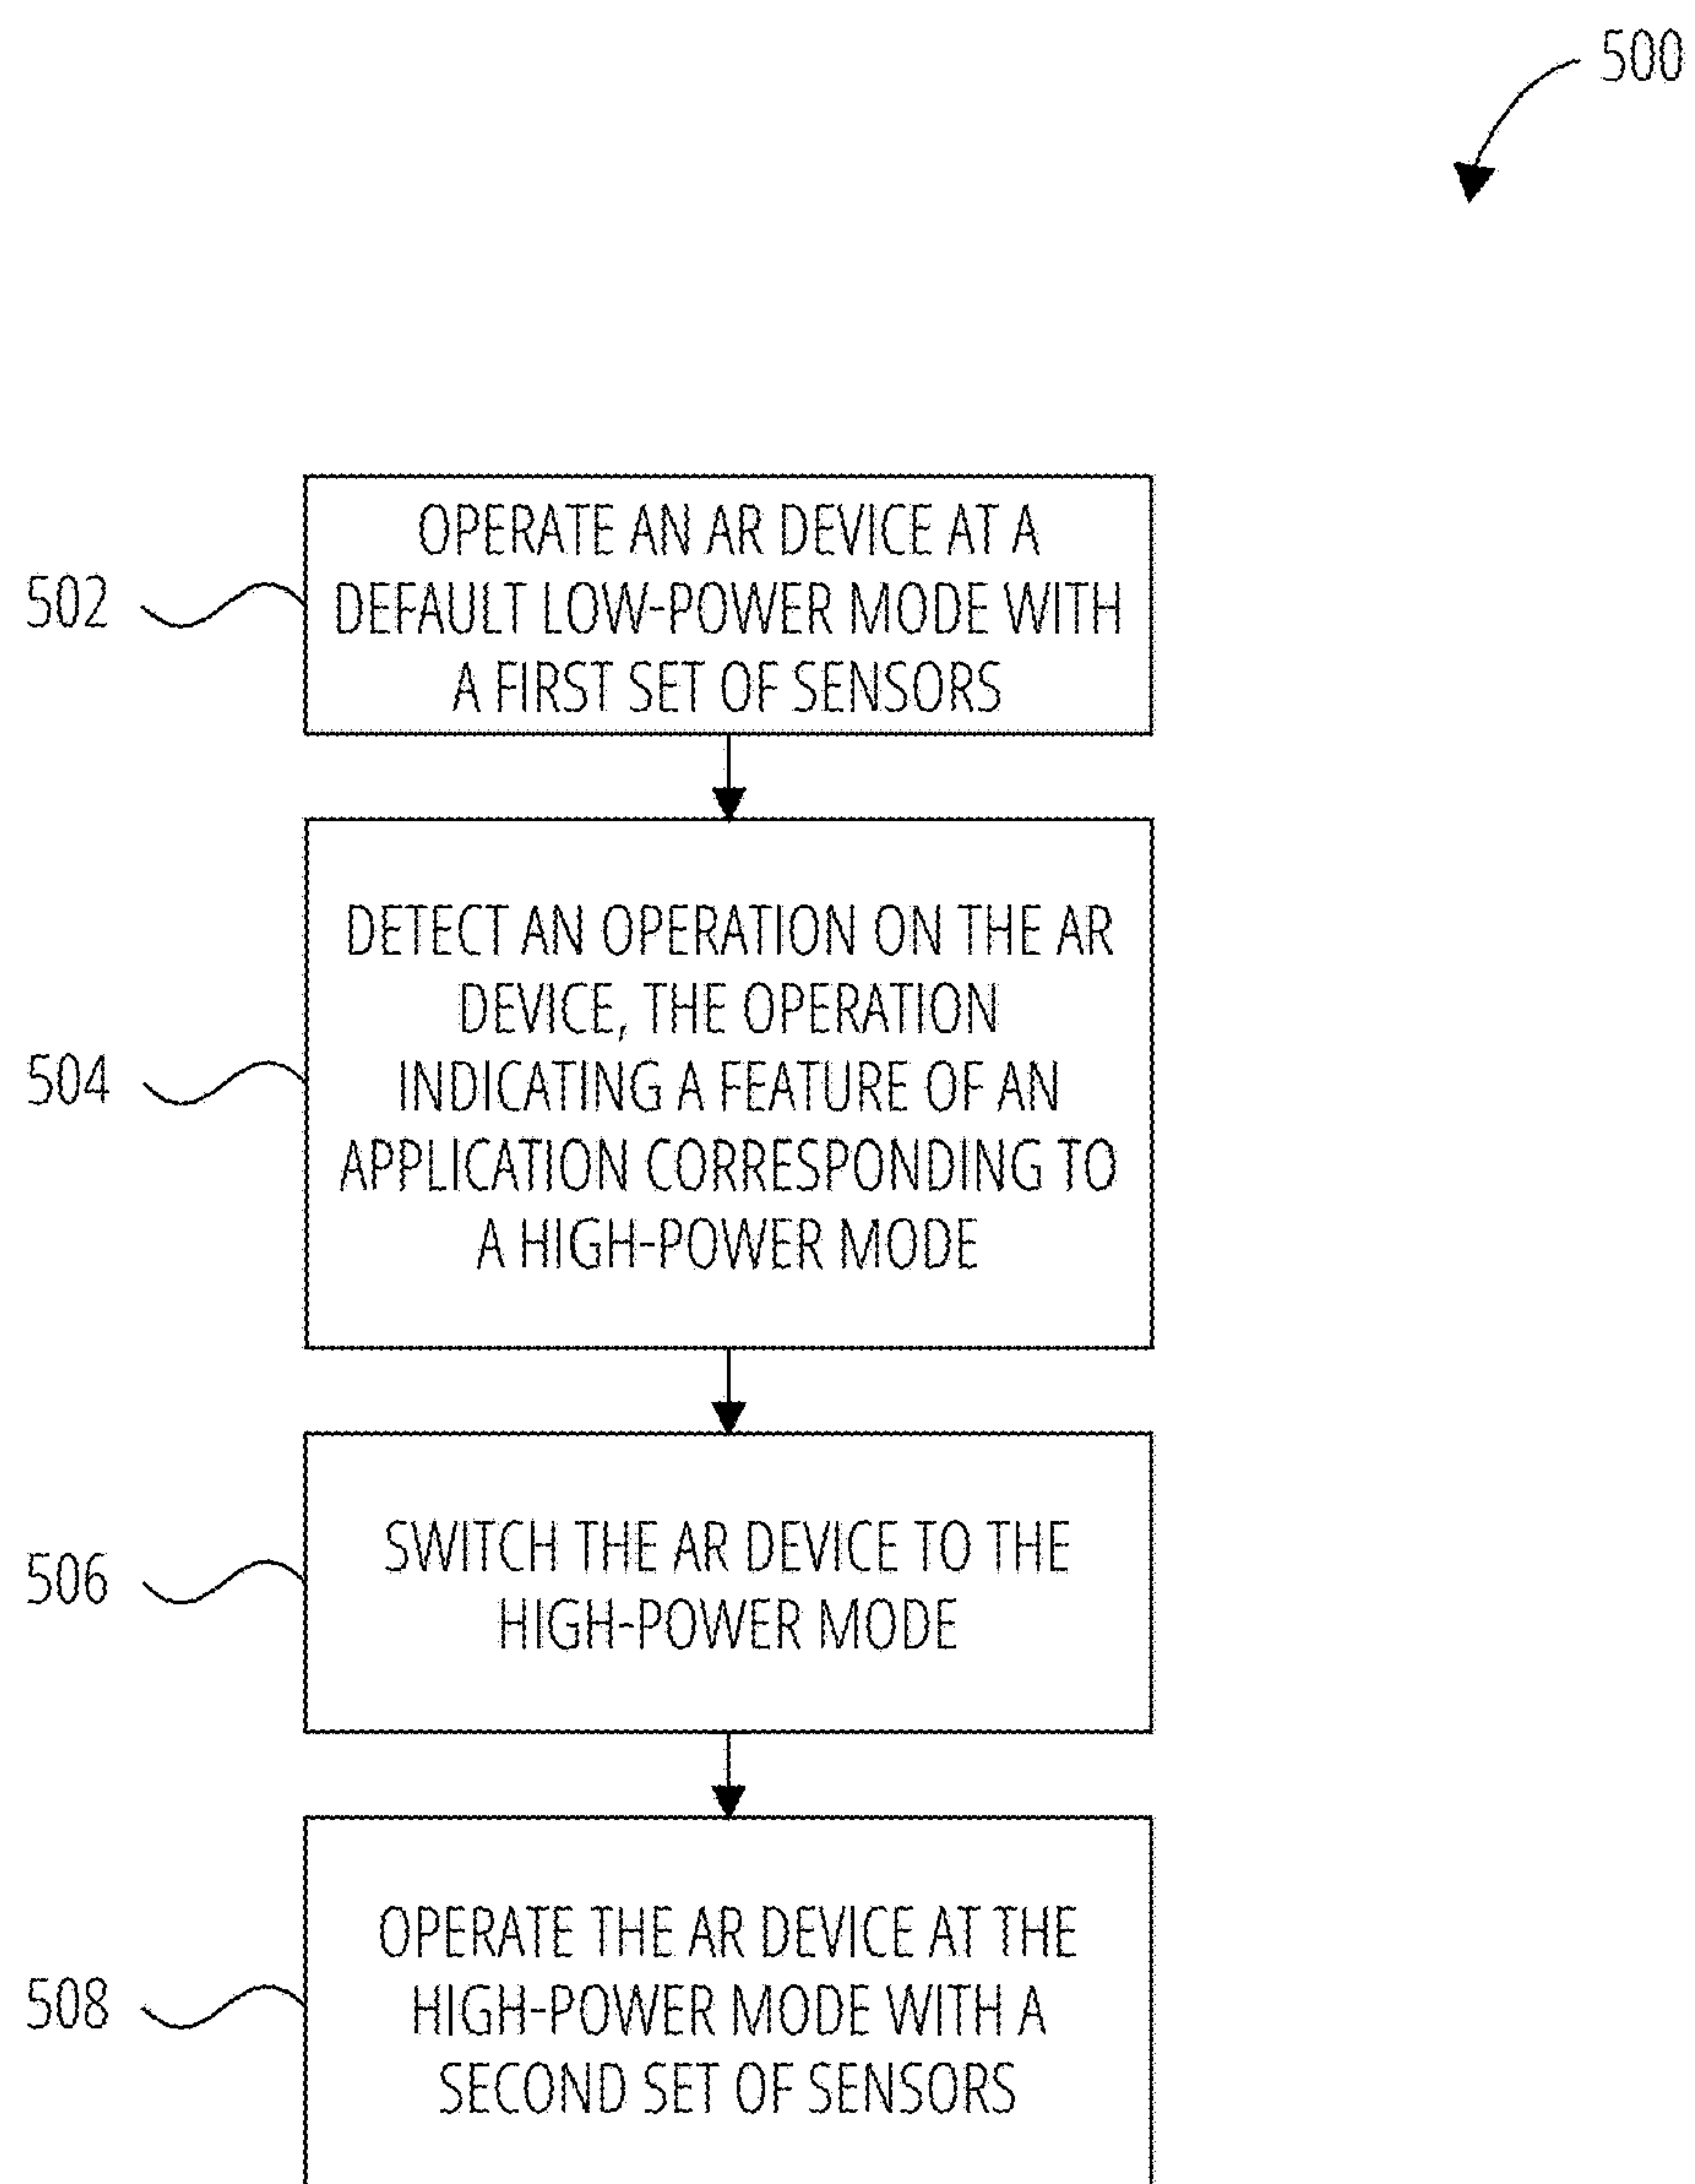 500
502
OPERATE AN AR DEVICE AT A
DEFAULT LOW-POWER MODE WITH
A FIRST SET OF SENSORS
504
DETECT AN OPERATION ON THE AR
DEVICE, THE OPERATION
INDICATING A FEATURE OF AN
APPLICATION CORRESPONDING TO
A HIGH-POWER MODE
506
SWITCH THE AR DEVICE TO THE
HIGH-POWER MODE
508
OPERATE THE AR DEVICE AT THE
HIGH-POWER MODE WITH A
SECOND SET OF SENSORS